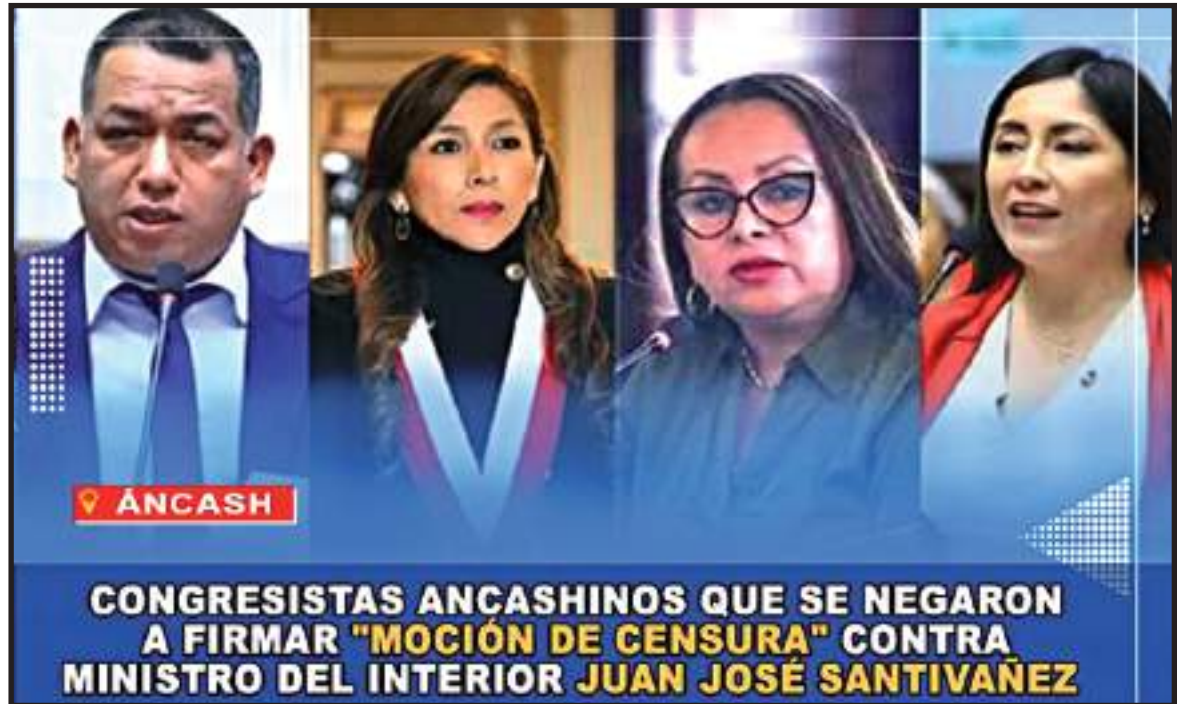 ÁNCASH
CONGRESISTAS ANCASHINOS QUE SE NEGARON
A FIRMAR "MOCIÓN DE CENSURA" CONTRA
MINISTRO DEL INTERIOR JUAN JOSÉ SANTIVAÑEZ